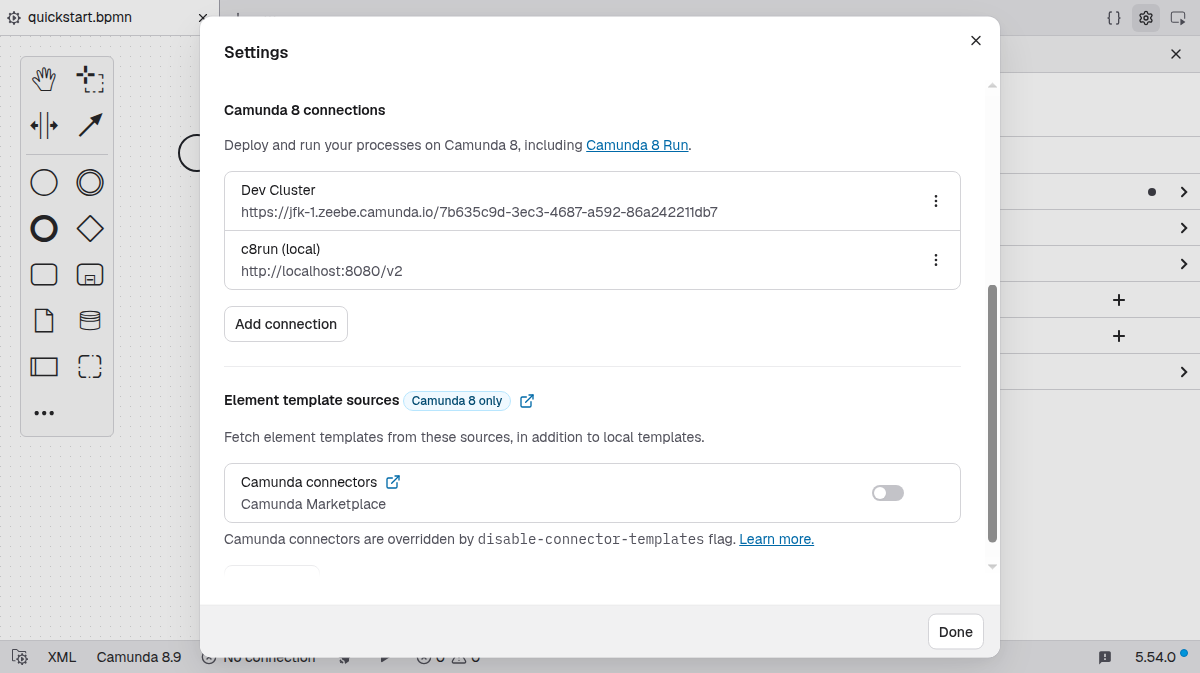 quickstart.bpmn
Settings
Camunda 8 connections
Deploy and run your processes on Camunda 8, including Camunda 8 Run.
Dev Cluster
https://jfk-1.zeebe.camunda.io/7b635c9d-3ec3-4687-a592-86a242211db7
c8run (local)
http://localhost:8080/v2
Add connection
Element template sources Camunda 8 only
Fetch element templates from these sources, in addition to local templates.
Camunda connectors
Camunda Marketplace
Camunda connectors are overridden by disable-connector-templates flag. Learn more.
Done
XML Camunda 8.9 No connection 0 0 5.54.0